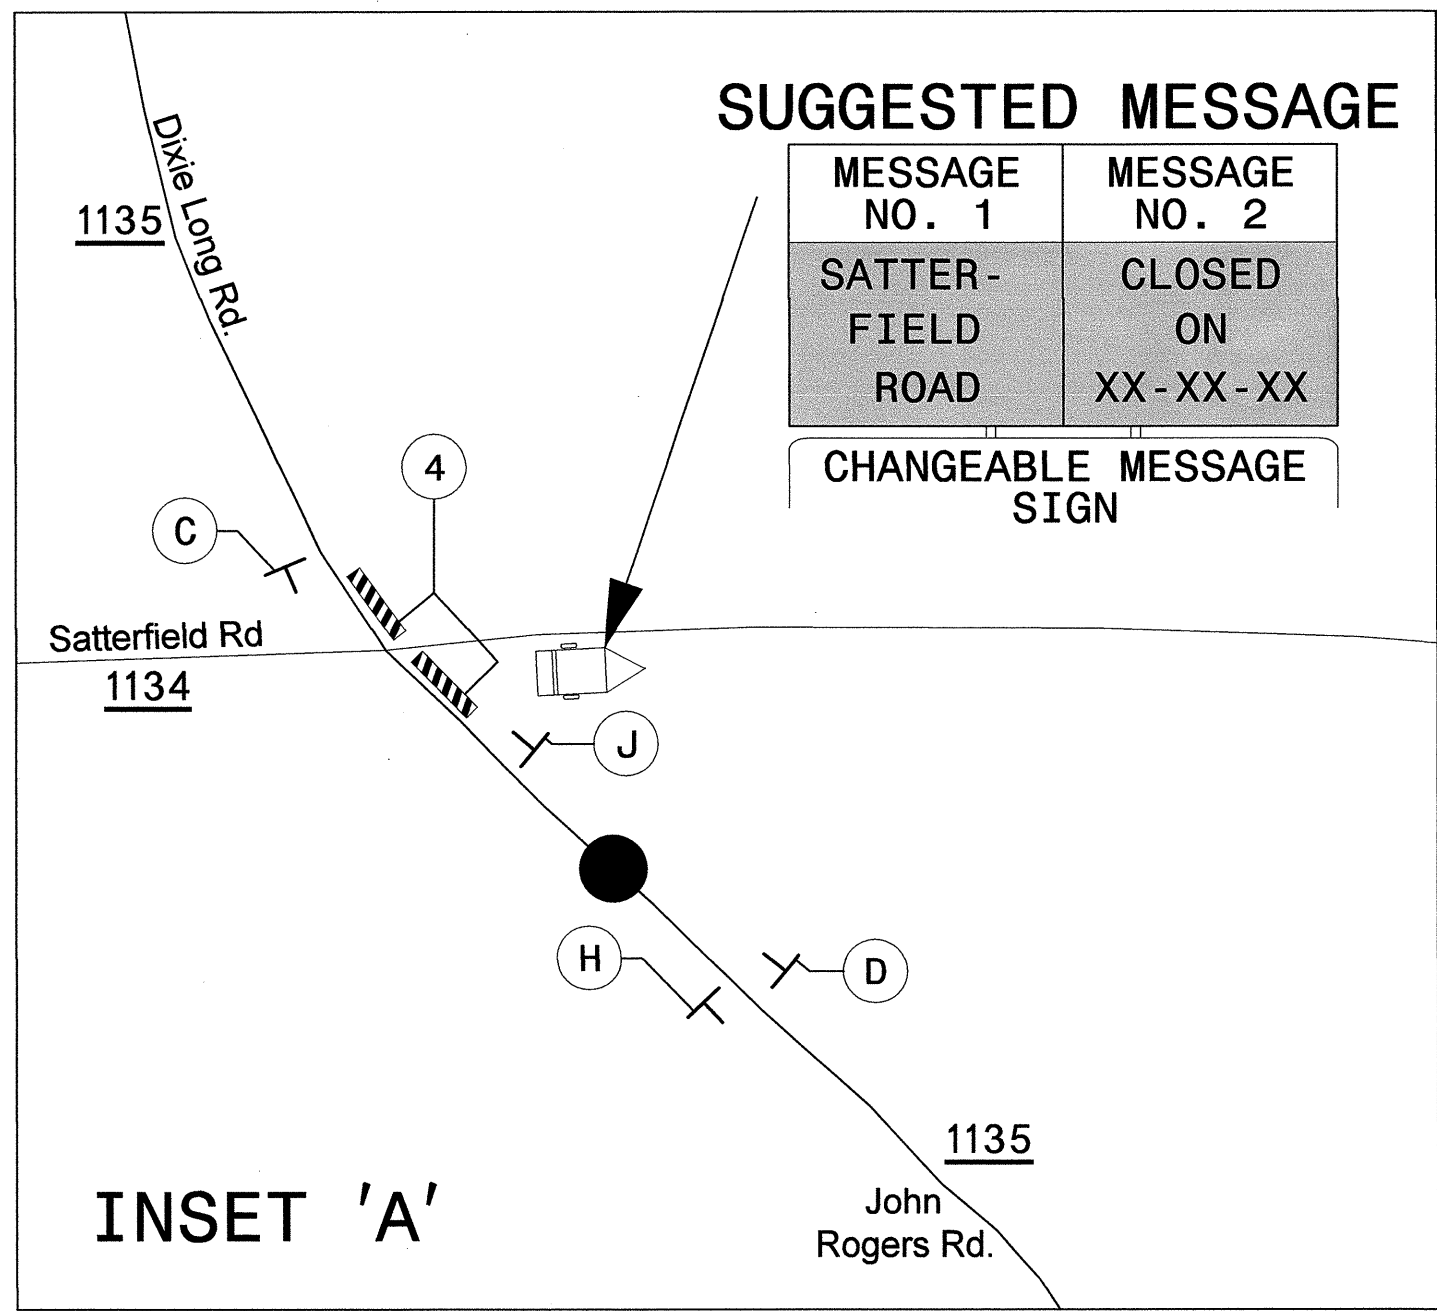 SUGGESTED MESSAGE
MESSAGE
NO. 1
MESSAGE
NO. 2
SATTER-
FIELD
ROAD
CLOSED
ON
XX-XX-XX
CHANGEABLE MESSAGE
SIGN
Dixie Long Rd.
1135
4
C
Satterfield Rd
1134
J
H
D
1135
John
Rogers Rd.
INSET 'A'